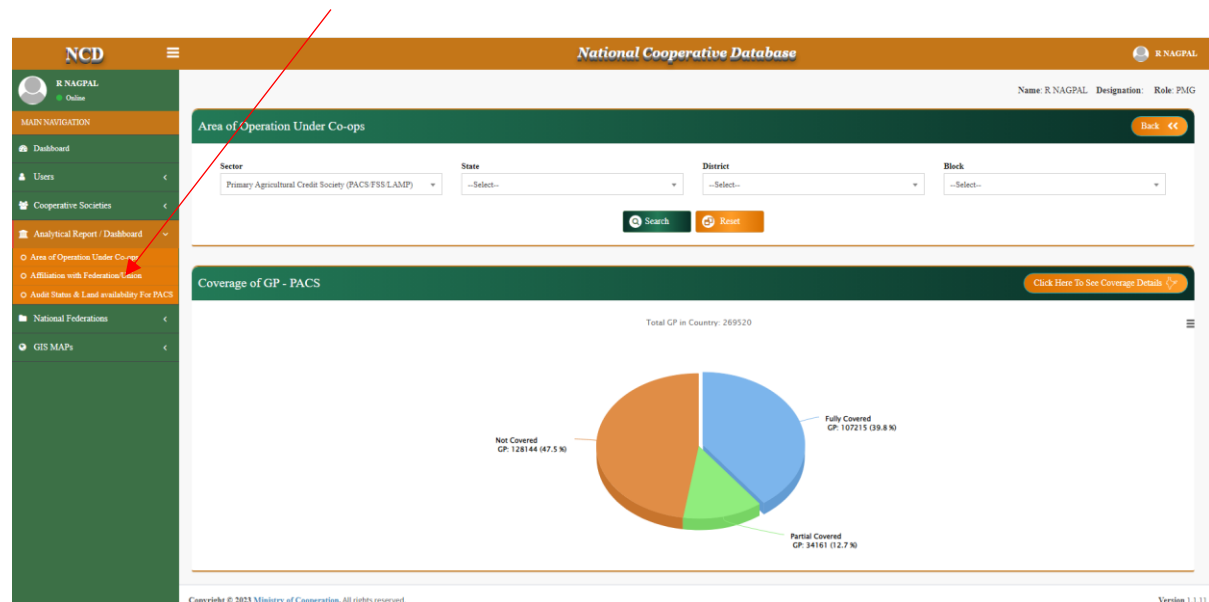 NCD
National Cooperative Database
R NAGPAL
R NAGPAL
Online
Name: R NAGPAL Designation: Role: PMG
MAIN NAVIGATION
Dashboard
Users
Cooperative Societies
Analytical Report / Dashboard
Area of Operation Under Co-ops
Affiliation with Federation/Union
Audit Status & Land availability For PACS
National Federations
GIS MAPs
Area of Operation Under Co-ops
Back
Sector
State
District
Block
Primary Agricultural Credit Society (PACS/FSS/LAMP)
--Select--
--Select--
--Select--
Search
Reset
Coverage of GP - PACS
Click Here To See Coverage Details
Total GP in Country: 269520
Fully Covered
GP: 107215 (39.8 %)
Not Covered
GP: 128144 (47.5 %)
Partial Covered
GP: 34161 (12.7 %)
Copyright © 2023 Ministry of Cooperation. All rights reserved.
Version 1.1.11